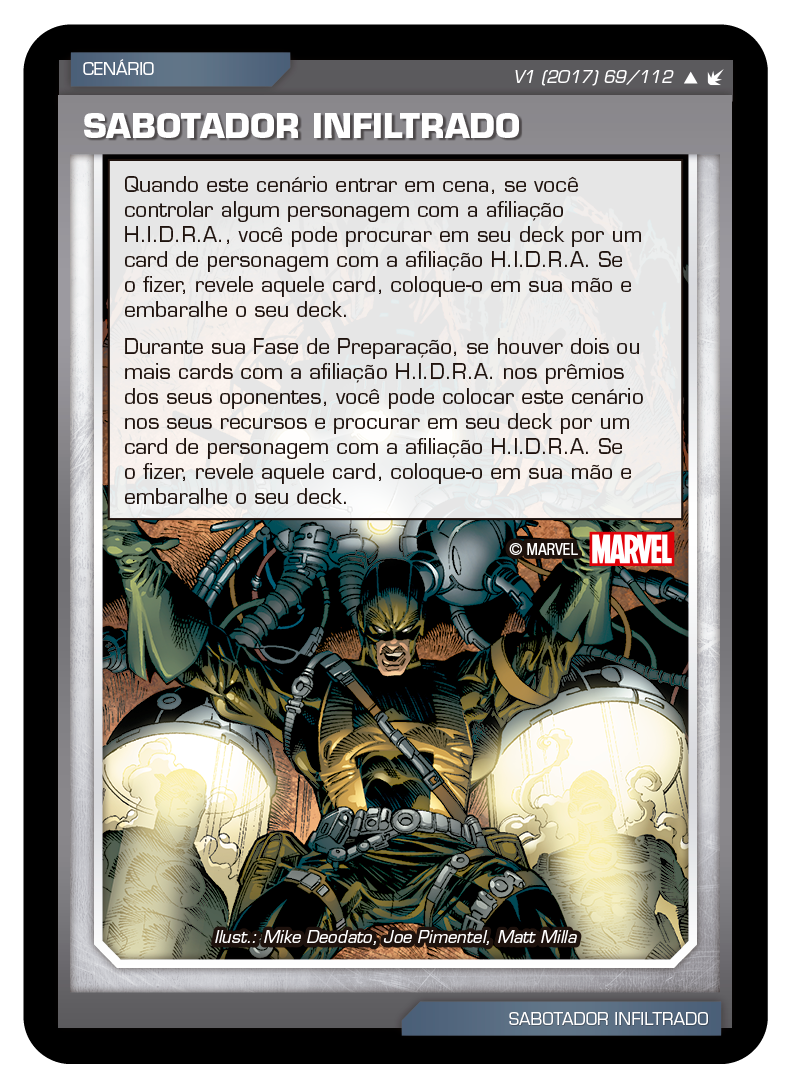 CENÁRIO
V1 (2017) 69/112
SABOTADOR INFILTRADO
Quando este cenário entrar em cena, se você
controlar algum personagem com a afiliação
H.I.D.R.A., você pode procurar em seu deck por um
card de personagem com a afiliação H.I.D.R.A. Se
o fizer, revele aquele card, coloque-o em sua mão e
embaralhe o seu deck.
Durante sua Fase de Preparação, se houver dois ou
mais cards com a afiliação H.I.D.R.A. nos prêmios
dos seus oponentes, você pode colocar este cenário
nos seus recursos e procurar em seu deck por um
card de personagem com a afiliação H.I.D.R.A. Se
o fizer, revele aquele card, coloque-o em sua mão e
embaralhe o seu deck.
© MARVEL MARVEL
Ilust.: Mike Deodato, Joe Pimentel, Matt Milla
SABOTADOR INFILTRADO